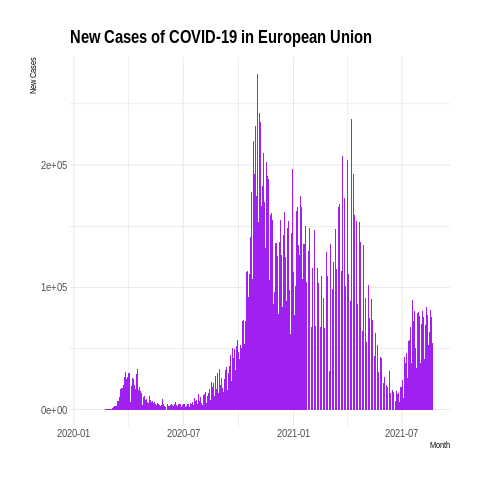 New Cases of COVID-19 in European Union
New Cases
2e+05
1e+05
0e+00
2020-01 2020-07 2021-01 2021-07
Month